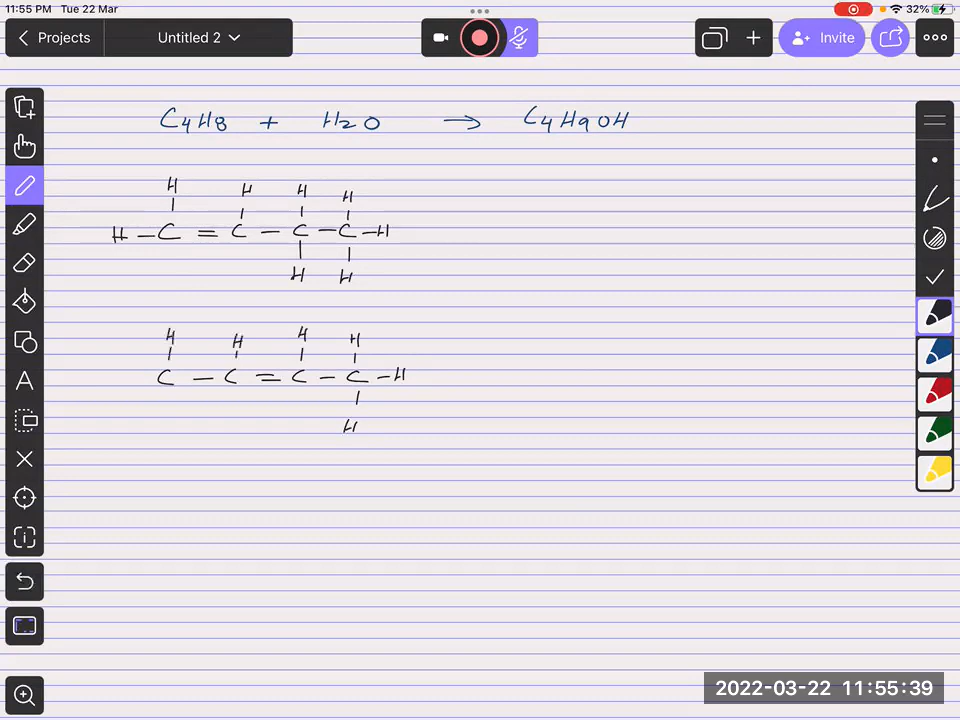 11:55 PM Tue 22 Mar 32%
Projects Untitled 2 Invite
C4H8 + H2O → C4H9OH
H H H H
H – C = C – C – C – H
H H
H H H H
C – C = C – C – H
H
A
2022-03-22 11:55:39